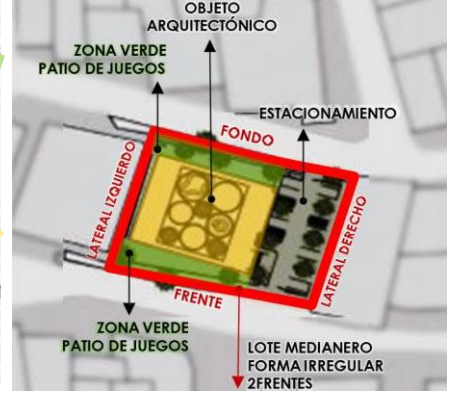 OBJETO
ARQUITECTÓNICO
ZONA VERDE
PATIO DE JUEGOS
ESTACIONAMIENTO
FONDO
LATERAL IZQUIERDO
LATERAL DERECHO
FRENTE
ZONA VERDE
PATIO DE JUEGOS
LOTE MEDIANERO
FORMA IRREGULAR
2FRENTES